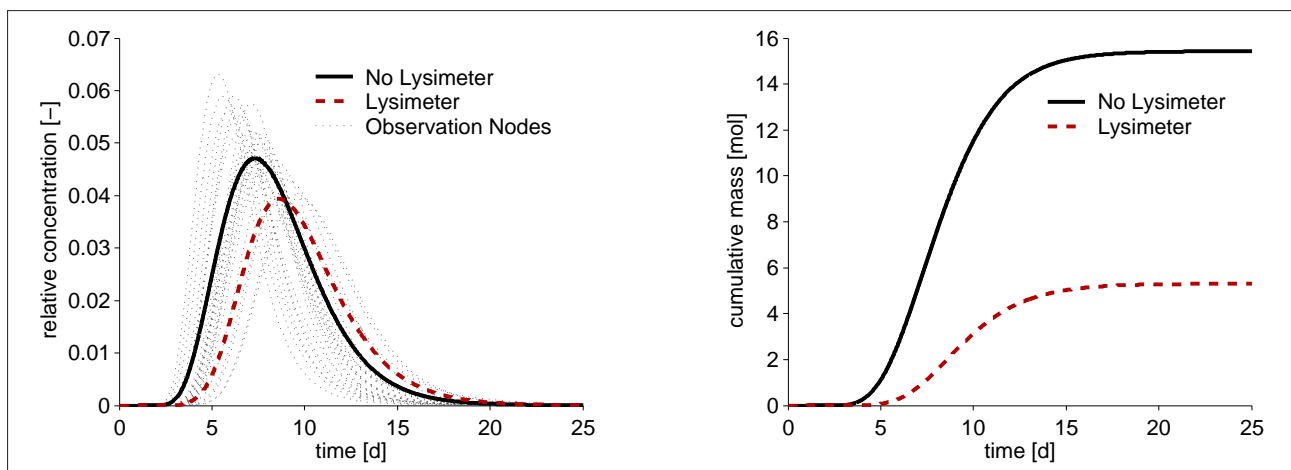 0.07
0.06
0.05
0.04
0.03
0.02
0.01
0
relative concentration [–]
No Lysimeter
Lysimeter
Observation Nodes
0 5 10 15 20 25
time [d]
16
14
12
10
8
6
4
2
0
cumulative mass [mol]
No Lysimeter
Lysimeter
0 5 10 15 20 25
time [d]